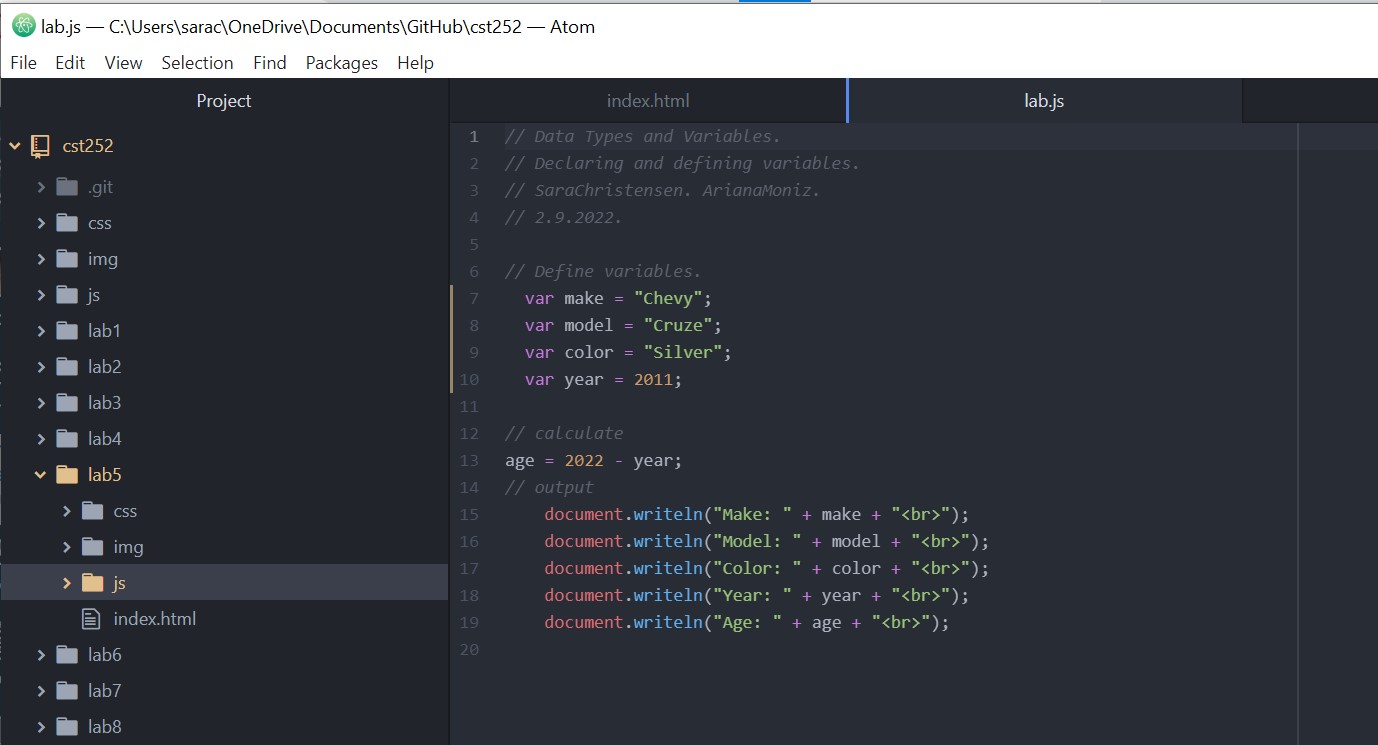 lab.js — C:\Users\sarac\OneDrive\Documents\GitHub\cst252 — Atom
File Edit View Selection Find Packages Help
Project
cst252
.git
css
img
js
lab1
lab2
lab3
lab4
lab5
css
img
js
index.html
lab6
lab7
lab8
index.html lab.js
1 // Data Types and Variables.
2 // Declaring and defining variables.
3 // SaraChristensen. ArianaMoniz.
4 // 2.9.2022.
5
6 // Define variables.
7 var make = "Chevy";
8 var model = "Cruze";
9 var color = "Silver";
10 var year = 2011;
11
12 // calculate
13 age = 2022 - year;
14 // output
15 document.writeln("Make: " + make + "<br>");
16 document.writeln("Model: " + model + "<br>");
17 document.writeln("Color: " + color + "<br>");
18 document.writeln("Year: " + year + "<br>");
19 document.writeln("Age: " + age + "<br>");
20